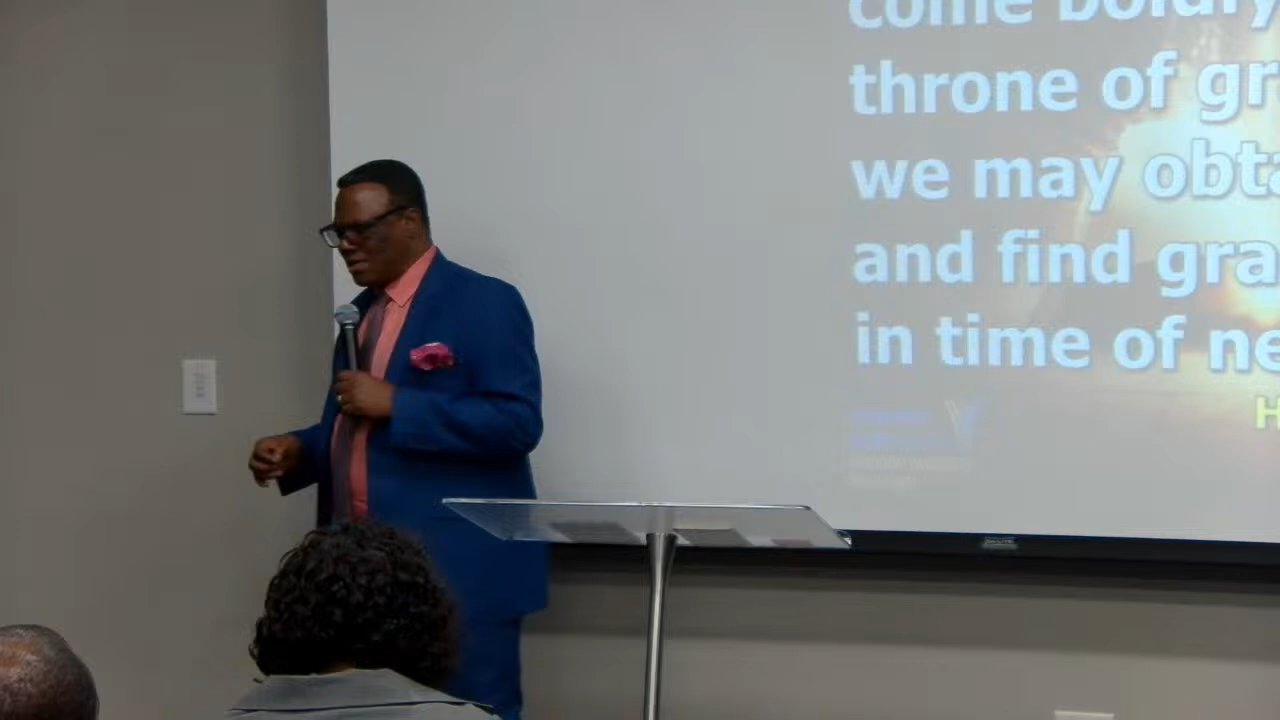 come boldly
throne of gr
we may obta
and find gra
in time of ne
H